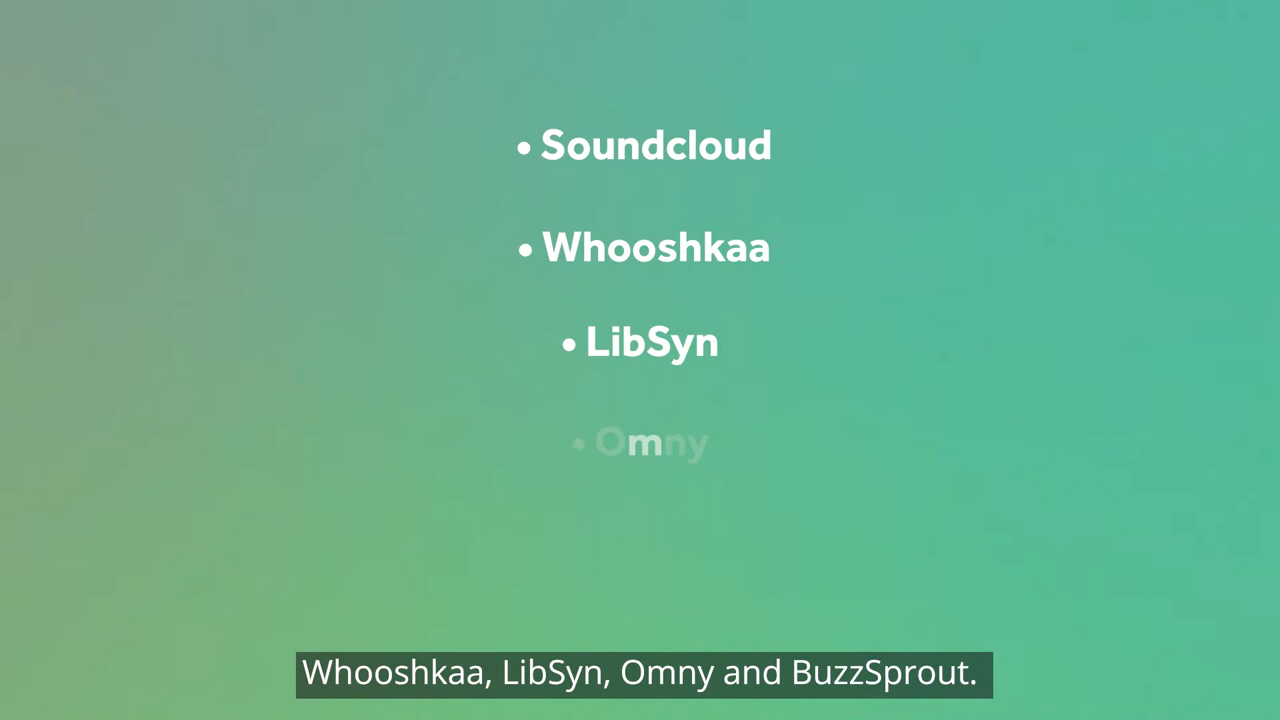 • Soundcloud
• Whooshkaa
• LibSyn
• Omny
Whooshkaa, LibSyn, Omny and BuzzSprout.